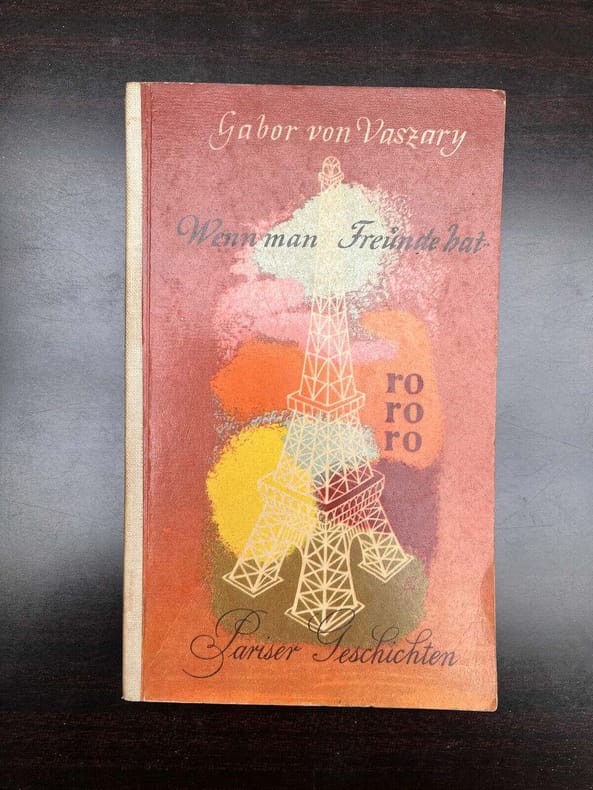 Gabor von Vaszary
Wenn man Freunde hat
ro
ro
ro
Pariser Geschichten